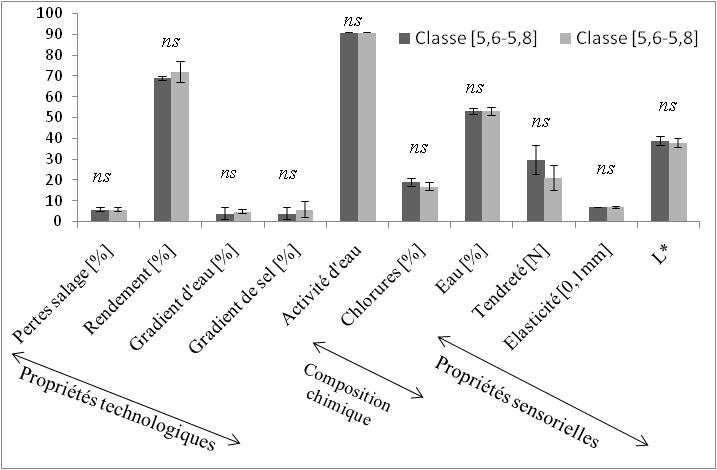 100
90
80
70
60
50
40
30
20
10
0
Classe [5,6-5,8]
Classe [5,6-5,8]
ns
ns
ns
ns
ns
ns
ns
ns
ns
ns
Pertes salage [%]
Rendement [%]
Gradient d'eau [%]
Gradient de sel [%]
Activité d'eau
Chlorures [%]
Eau [%]
Tendreté [N]
Elasticité [0,1mm]
L*
Propriétés technologiques
Composition
chimique
Propriétés sensorielles